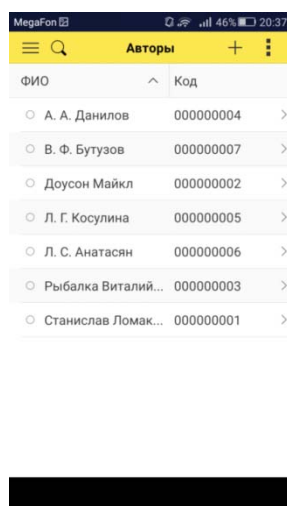 MegaFon 46% 20:37
Авторы
ФИО Код
А. А. Данилов 000000004
В. Ф. Бутузов 000000007
Доусон Майкл 000000002
Л. Г. Косулина 000000005
Л. С. Анатасян 000000006
Рыбалка Виталий... 000000003
Станислав Ломак... 000000001